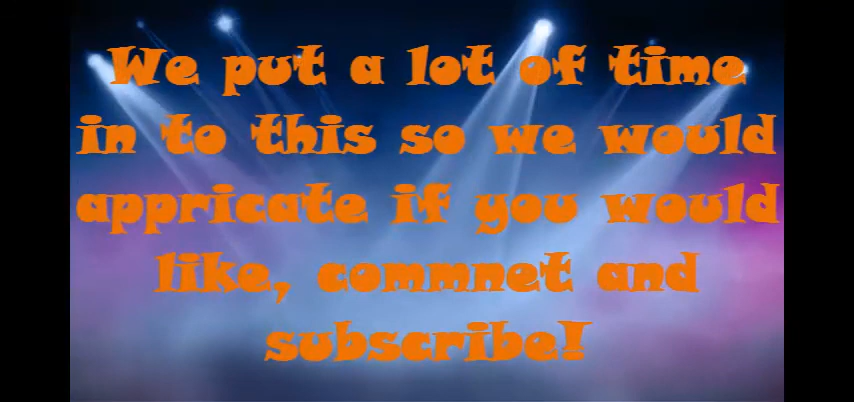 We put a lot of time
in to this so we would
appricate if you would
like, commnet and
subscribe!